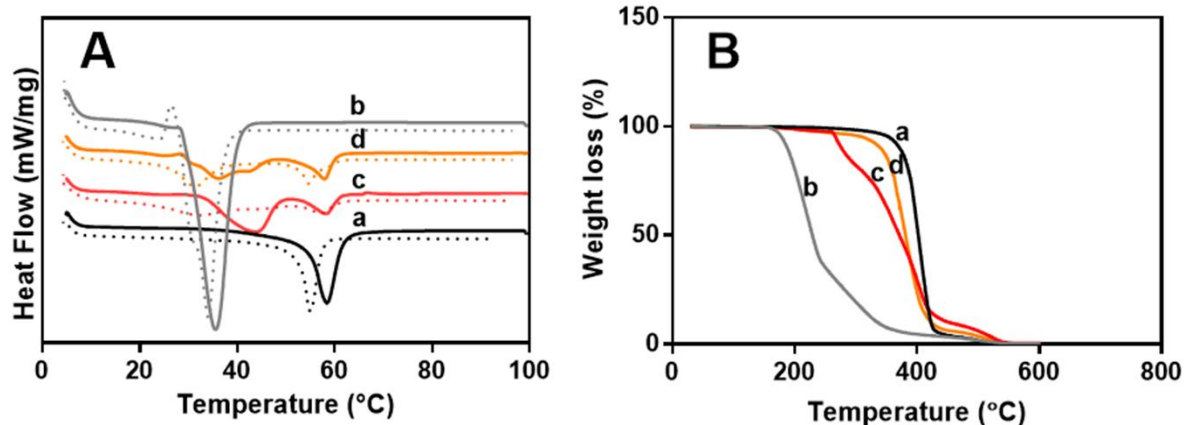 A
Heat Flow (mW/mg)
b
d
c
a
0 20 40 60 80 100
Temperature (°C)
B
Weight loss (%)
150
100
50
0
a
d
c
b
0 200 400 600 800
Temperature (°C)